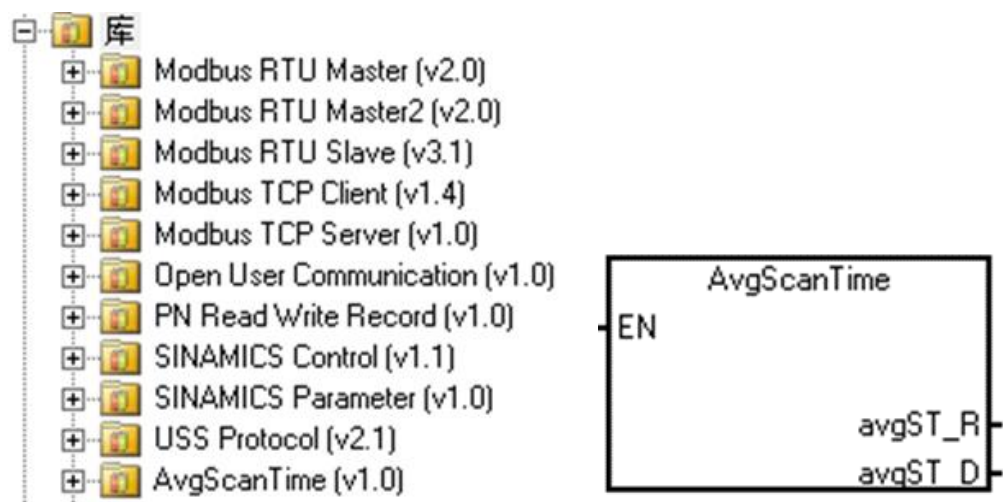 库
Modbus RTU Master (v2.0)
Modbus RTU Master2 (v2.0)
Modbus RTU Slave (v3.1)
Modbus TCP Client (v1.4)
Modbus TCP Server (v1.0)
Open User Communication (v1.0)
PN Read Write Record (v1.0)
SINAMICS Control (v1.1)
SINAMICS Parameter (v1.0)
USS Protocol (v2.1)
AvgScanTime (v1.0)
AvgScanTime
EN
avgST_R
avgST_D